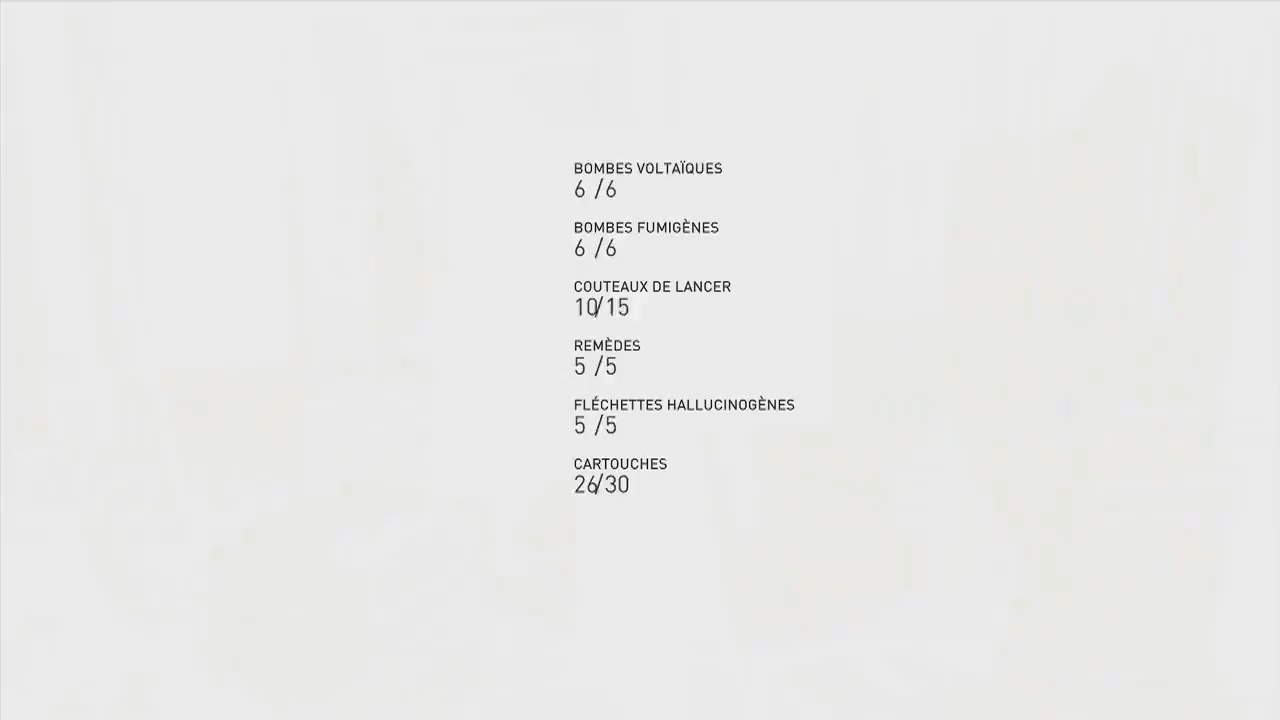 BOMBES VOLTAÏQUES
6 /6
BOMBES FUMIGÈNES
6 /6
COUTEAUX DE LANCER
10/15
REMÈDES
5 /5
FLÉCHETTES HALLUCINOGÈNES
5 /5
CARTOUCHES
26/30